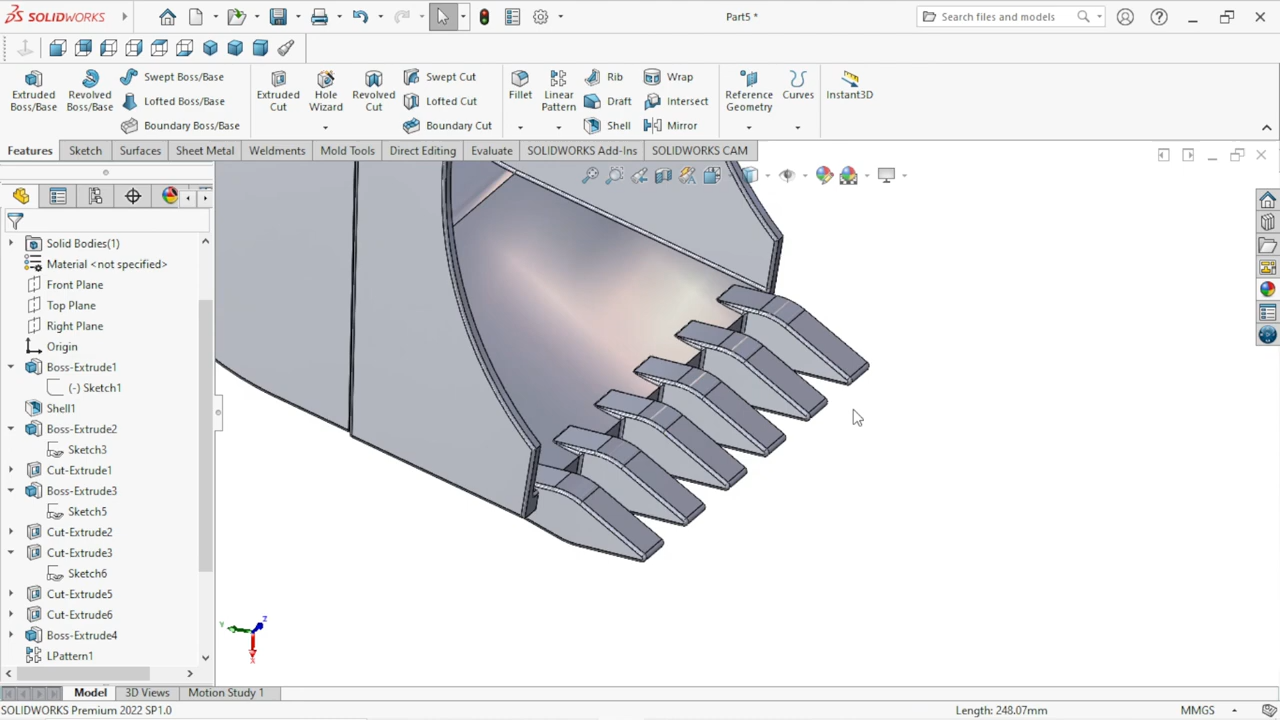 SOLIDWORKS
Part5 *
Search files and models
Extruded Boss/Base
Revolved Boss/Base
Swept Boss/Base
Lofted Boss/Base
Boundary Boss/Base
Extruded Cut
Hole Wizard
Revolved Cut
Swept Cut
Lofted Cut
Boundary Cut
Fillet
Linear Pattern
Rib
Draft
Shell
Wrap
Intersect
Mirror
Reference Geometry
Curves
Instant3D
Features
Sketch
Surfaces
Sheet Metal
Weldments
Mold Tools
Direct Editing
Evaluate
SOLIDWORKS Add-Ins
SOLIDWORKS CAM
Solid Bodies(1)
Material <not specified>
Front Plane
Top Plane
Right Plane
Origin
Boss-Extrude1
(-) Sketch1
Shell1
Boss-Extrude2
Sketch3
Cut-Extrude1
Boss-Extrude3
Sketch5
Cut-Extrude2
Cut-Extrude3
Sketch6
Cut-Extrude5
Cut-Extrude6
Boss-Extrude4
LPattern1
Y
Z
X
Model
3D Views
Motion Study 1
SOLIDWORKS Premium 2022 SP1.0
Length: 248.07mm
MMGS